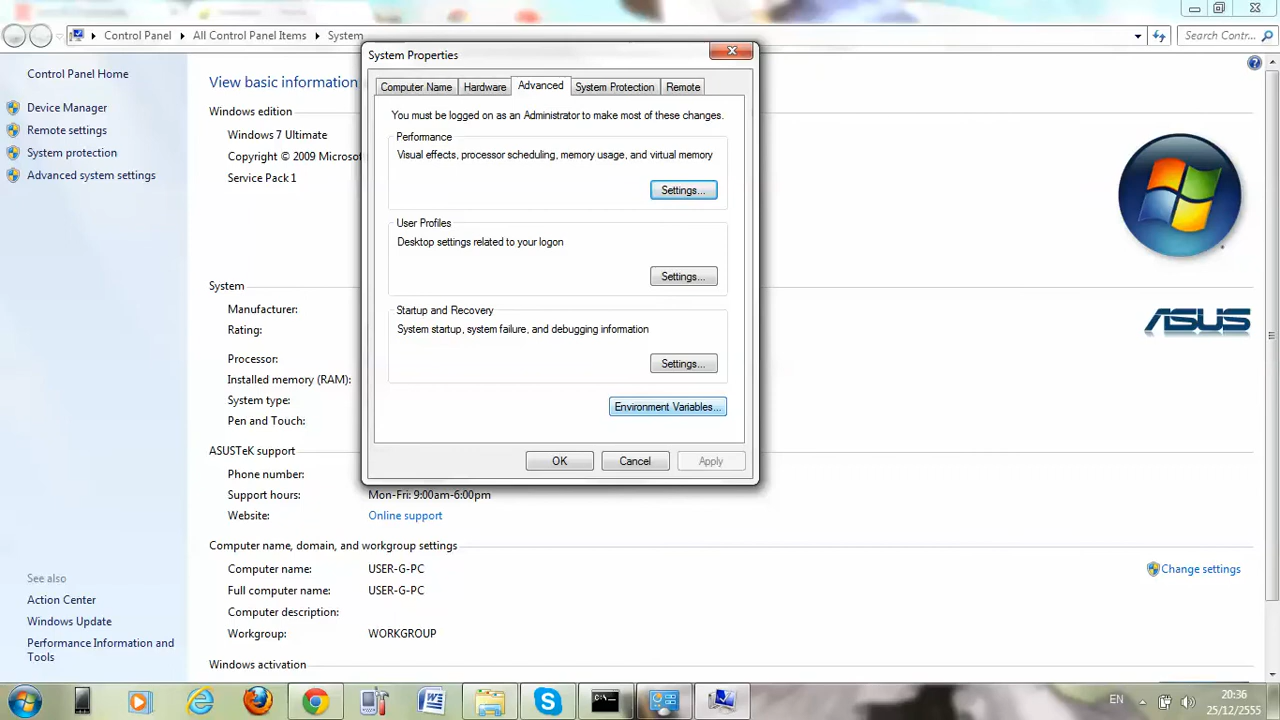 Control Panel
All Control Panel Items
System
Search Contr...
System Properties
Control Panel Home
Device Manager
Remote settings
System protection
Advanced system settings
See also
Action Center
Windows Update
Performance Information and
Tools
View basic information
Windows edition
Windows 7 Ultimate
Copyright © 2009 Microsof
Service Pack 1
System
Manufacturer:
Rating:
Processor:
Installed memory (RAM):
System type:
Pen and Touch:
ASUSTeK support
Phone number:
Support hours: Mon-Fri: 9:00am-6:00pm
Website: Online support
Computer name, domain, and workgroup settings
Computer name: USER-G-PC
Change settings
Full computer name: USER-G-PC
Computer description:
Workgroup: WORKGROUP
Windows activation
ASUS
Computer Name Hardware Advanced System Protection Remote
You must be logged on as an Administrator to make most of these changes.
Performance
Visual effects, processor scheduling, memory usage, and virtual memory
Settings...
User Profiles
Desktop settings related to your logon
Settings...
Startup and Recovery
System startup, system failure, and debugging information
Settings...
Environment Variables...
OK Cancel Apply
EN
20:36
25/12/2555